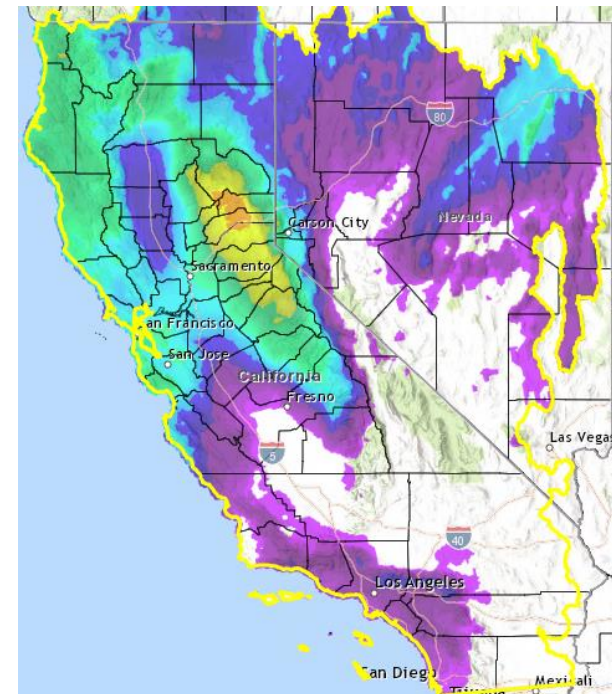 80
Nevada
Carson City
Sacramento
an Francisco
San Jose
California
Fresno
Las Vega
5
40
Los Angeles
an Dieg
Mexicali